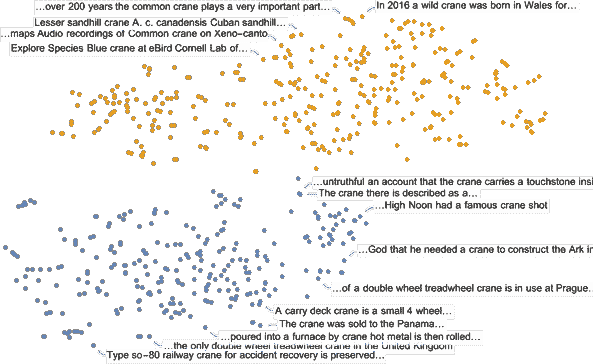 …over 200 years the common crane plays a very important part…
In 2016 a wild crane was born in Wales for…
Lesser sandhill crane A. c. canadensis Cuban sandhill…
…maps Audio recordings of Common crane on Xeno-canto
Explore Species Blue crane at eBird Cornell Lab of…
…untruthful an account that the crane carries a touchstone insi
The crane there is described as a…
…High Noon had a famous crane shot
…God that he needed a crane to construct the Ark in
…of a double wheel treadwheel crane is in use at Prague
A carry deck crane is a small 4 wheel…
The crane was sold to the Panama…
…poured into a furnace by crane hot metal is then rolled…
…the only double wheel treadwheel crane in the United Kingdom
Type so-80 railway crane for accident recovery is preserved…